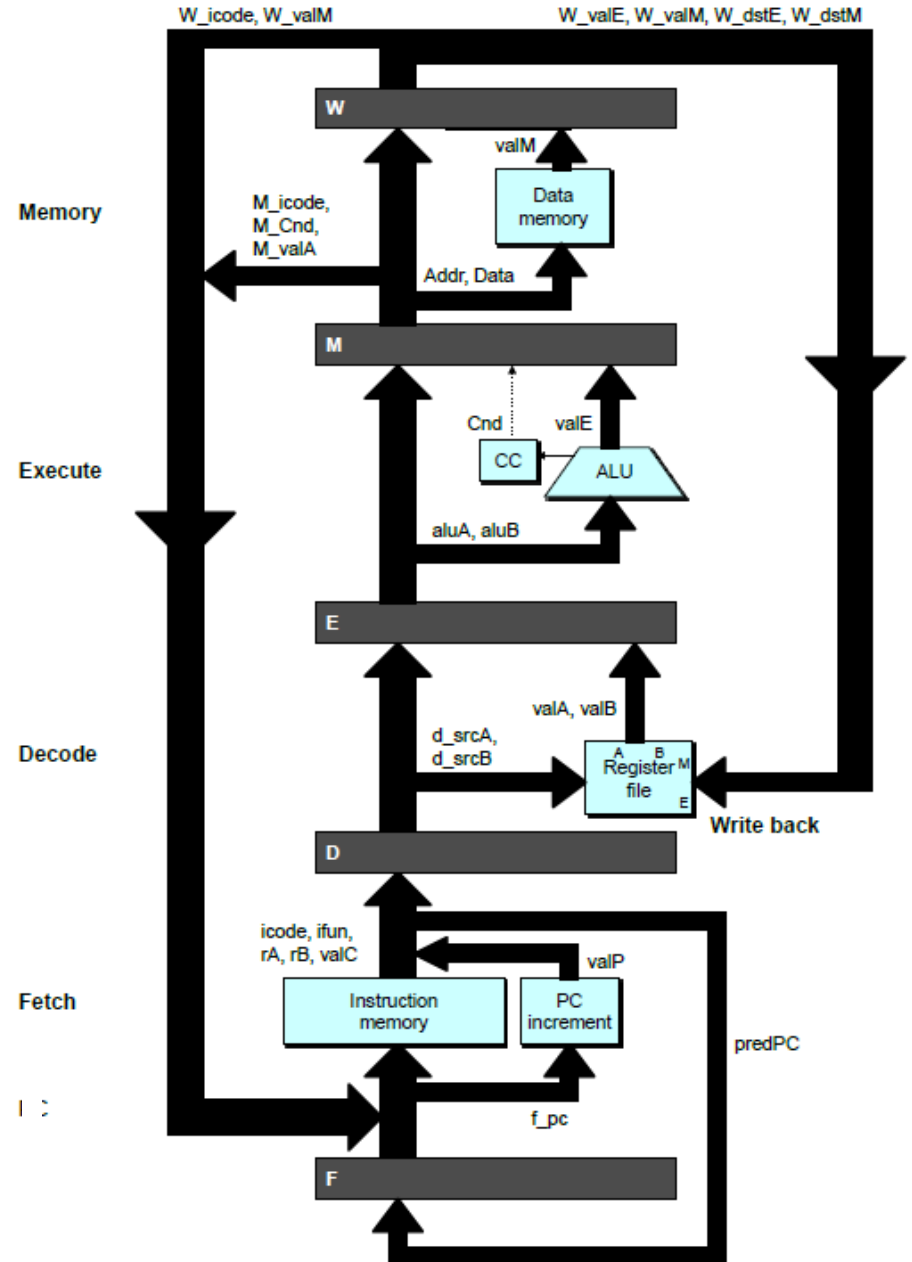 W_icode, W_valM
W_valE, W_valM, W_dstE, W_dstM
W
valM
Memory
Data
memory
M_icode,
M_Cnd,
M_valA
Addr, Data
M
Cnd
valE
Execute
CC
ALU
aluA, aluB
E
valA, valB
Decode
d_srcA,
d_srcB
A B
Register
file
M
E
Write back
D
icode, ifun,
rA, rB, valC
valP
Fetch
Instruction
memory
PC
increment
predPC
f_pc
F